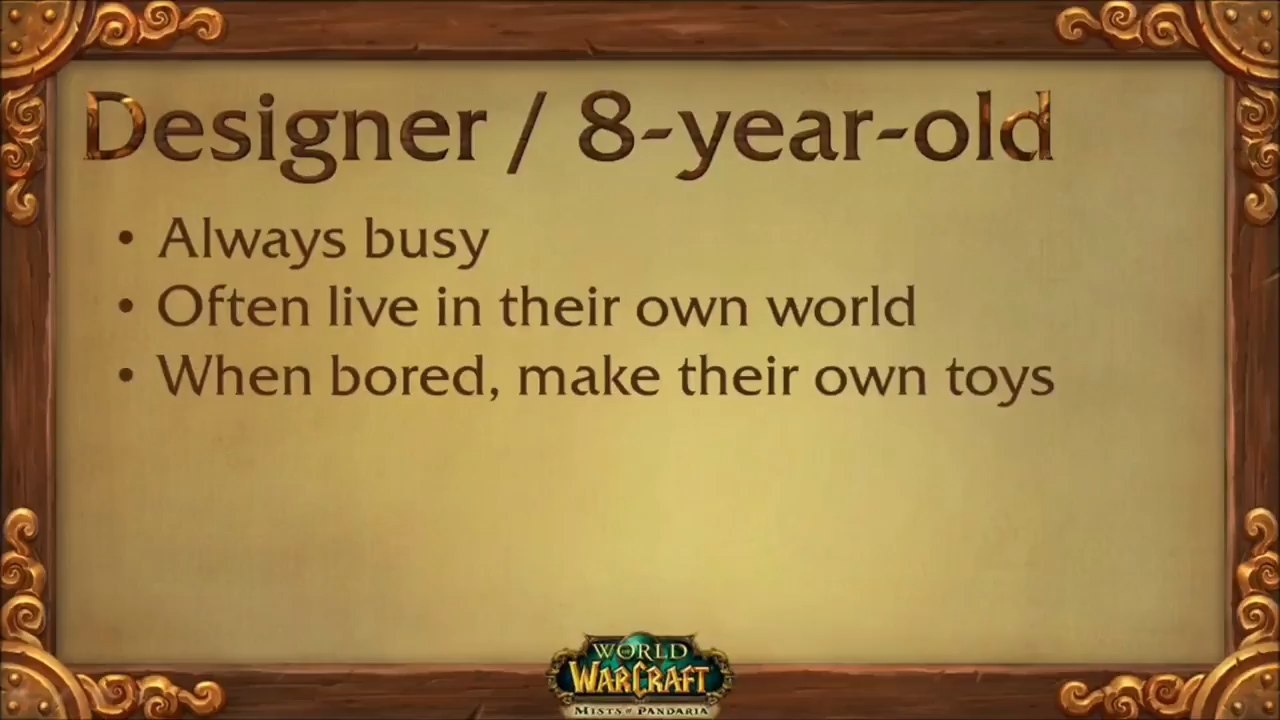 Designer / 8-year-old
• Always busy
• Often live in their own world
• When bored, make their own toys
WORLD
WARCRAFT
MISTS of PANDARIA